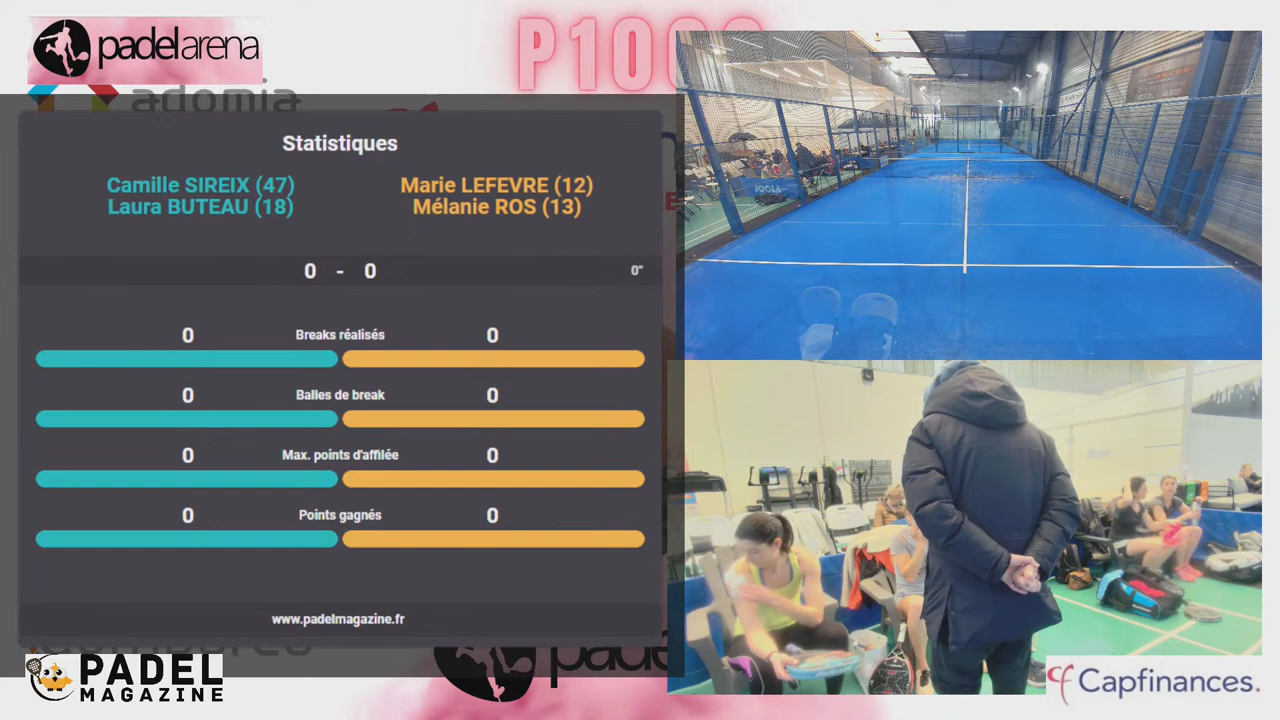 padelarena
P100
adomia
Statistiques
Camille SIREIX (47)
Laura BUTEAU (18)
Marie LEFEVRE (12)
Mélanie ROS (13)
0 - 0
0"
0 Breaks réalisés 0
0 Balles de break 0
0 Max. points d'affilée 0
0 Points gagnés 0
www.padelmagazine.fr
PADEL
MAGAZINE
Capfinances.